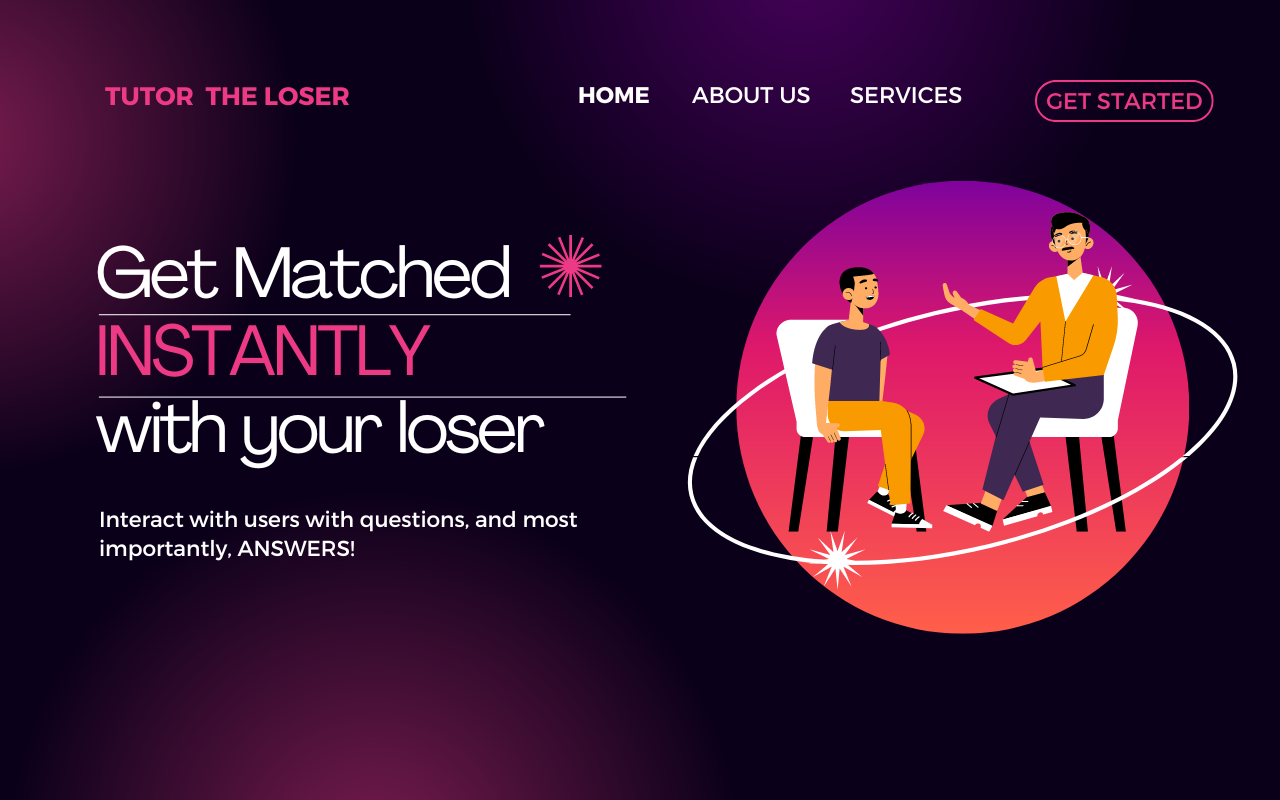 TUTOR THE LOSER
HOME ABOUT US SERVICES GET STARTED
Get Matched
INSTANTLY
with your loser
Interact with users with questions, and most
importantly, ANSWERS!